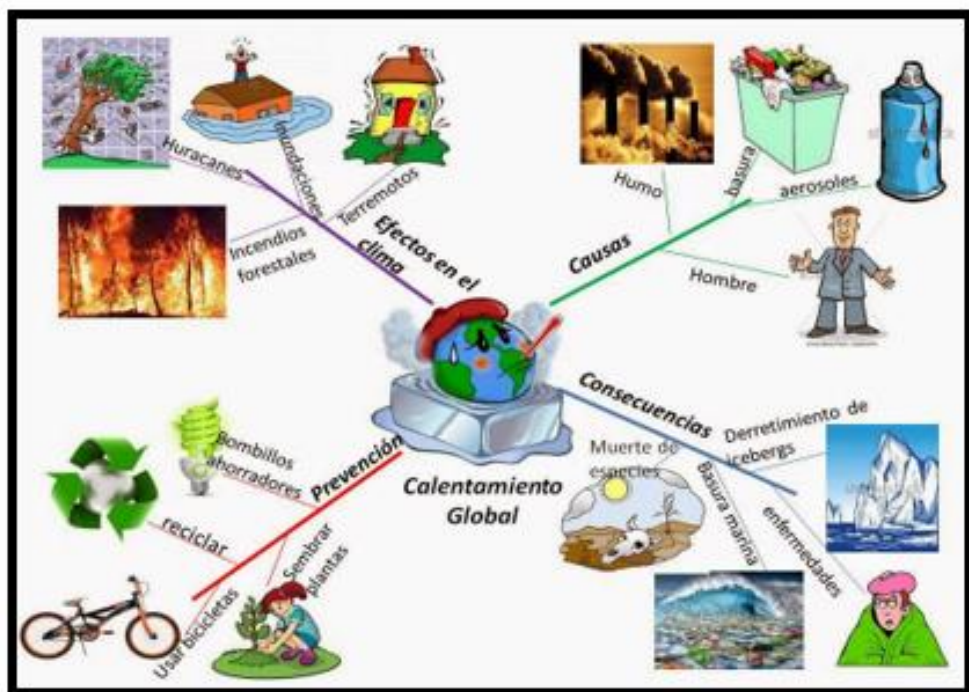 Huracanes
Inundaciones
Terremotos
Incendios
forestales
Efectos en el
clima
Humo
basura
aerosoles
Hombre
Causas
Consecuencias
Derretimiento de
icebergs
Muerte de
especies
Basura marina
enfermedades
Prevención
Bombillos
ahorradores
reciclar
Sembrar
plantas
Usar bicicletas
Calentamiento
Global